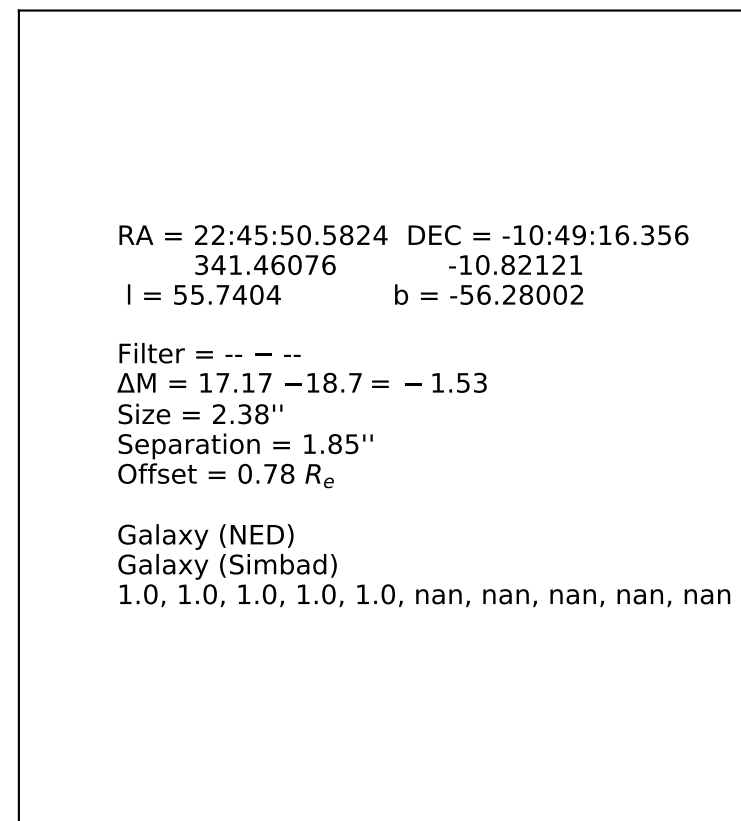 RA = 22:45:50.5824 DEC = -10:49:16.356
341.46076 -10.82121
l = 55.7404 b = -56.28002
Filter = -- − --
ΔM = 17.17 −18.7 = − 1.53
Size = 2.38''
Separation = 1.85''
Offset = 0.78 Rₑ
Galaxy (NED)
Galaxy (Simbad)
1.0, 1.0, 1.0, 1.0, 1.0, nan, nan, nan, nan, nan